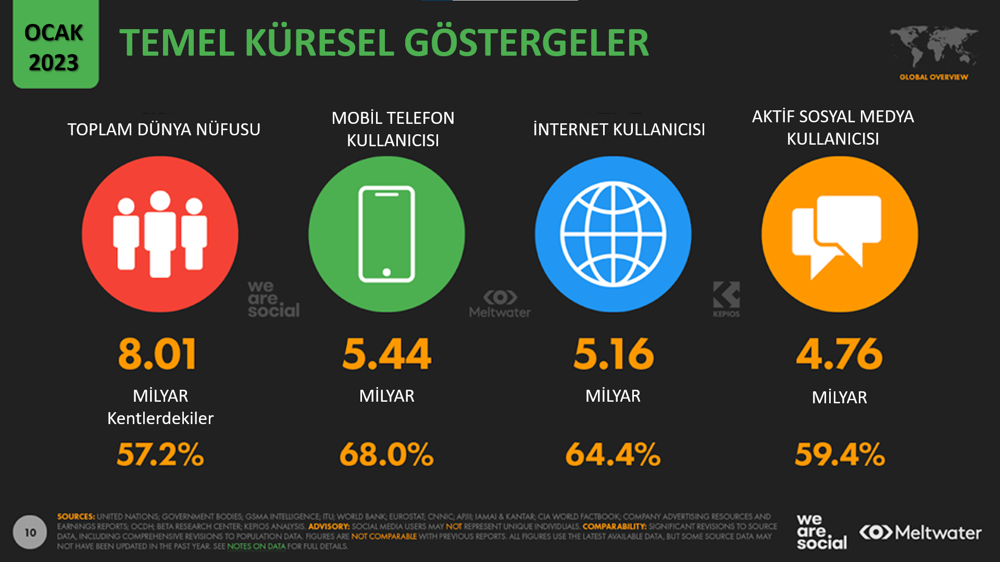 OCAK
2023
TEMEL KÜRESEL GÖSTERGELER
GLOBAL OVERVIEW
TOPLAM DÜNYA NÜFUSU
MOBİL TELEFON
KULLANICISI
İNTERNET KULLANICISI
AKTİF SOSYAL MEDYA
KULLANICISI
we
are
social
Meltwater
KEPIOS
8.01
5.44
5.16
4.76
MİLYAR
MİLYAR
MİLYAR
MİLYAR
Kentlerdekiler
57.2%
68.0%
64.4%
59.4%
10
SOURCES: UNITED NATIONS; GOVERNMENT BODIES; GSMA INTELLIGENCE; ITU; WORLD BANK; EUROSTAT; CNNIC; APJII; IAMAI & KANTAR; CIA WORLD FACTBOOK; COMPANY ADVERTISING RESOURCES AND
EARNINGS REPORTS; OCDH; BETA RESEARCH CENTER; KEPIOS ANALYSIS. ADVISORY: SOCIAL MEDIA USERS MAY NOT REPRESENT UNIQUE INDIVIDUALS. COMPARABILITY: SIGNIFICANT REVISIONS TO SOURCE
DATA, INCLUDING COMPREHENSIVE REVISIONS TO POPULATION DATA. FIGURES ARE NOT COMPARABLE WITH PREVIOUS REPORTS. ALL FIGURES USE THE LATEST AVAILABLE DATA, BUT SOME SOURCE DATA MAY
NOT HAVE BEEN UPDATED IN THE PAST YEAR. SEE NOTES ON DATA FOR FULL DETAILS.
we
are
social
Meltwater